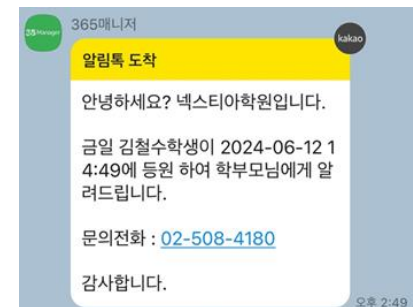 365매니저
35 Manager
kakao
알림톡 도착
안녕하세요? 넥스티아학원입니다.
금일 김철수학생이 2024-06-12 1
4:49에 등원 하여 학부모님에게 알
려드립니다.
문의전화 : 02-508-4180
감사합니다.
오후 2:49